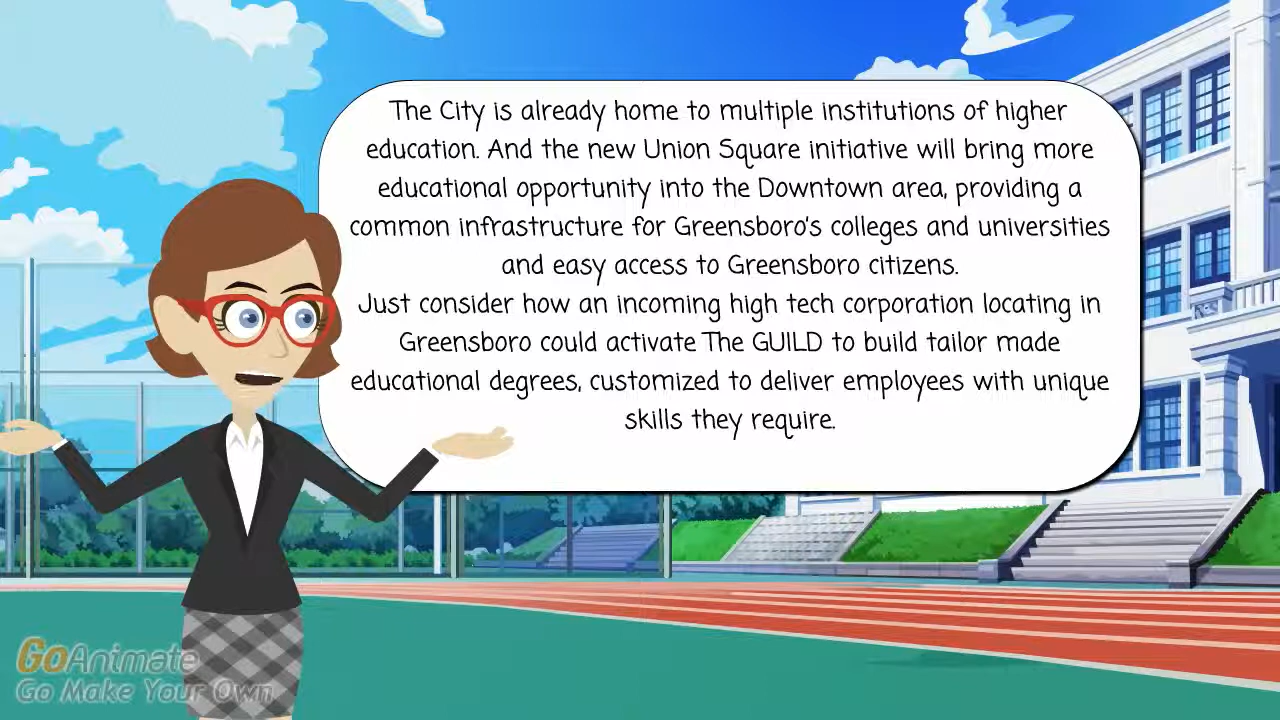 The City is already home to multiple institutions of higher
education. And the new Union Square initiative will bring more
educational opportunity into the Downtown area, providing a
common infrastructure for Greensboro's colleges and universities
and easy access to Greensboro citizens.
Just consider how an incoming high tech corporation locating in
Greensboro could activate The GUILD to build tailor made
educational degrees, customized to deliver employees with unique
skills they require.
GoAnimate
Go Make Your Own